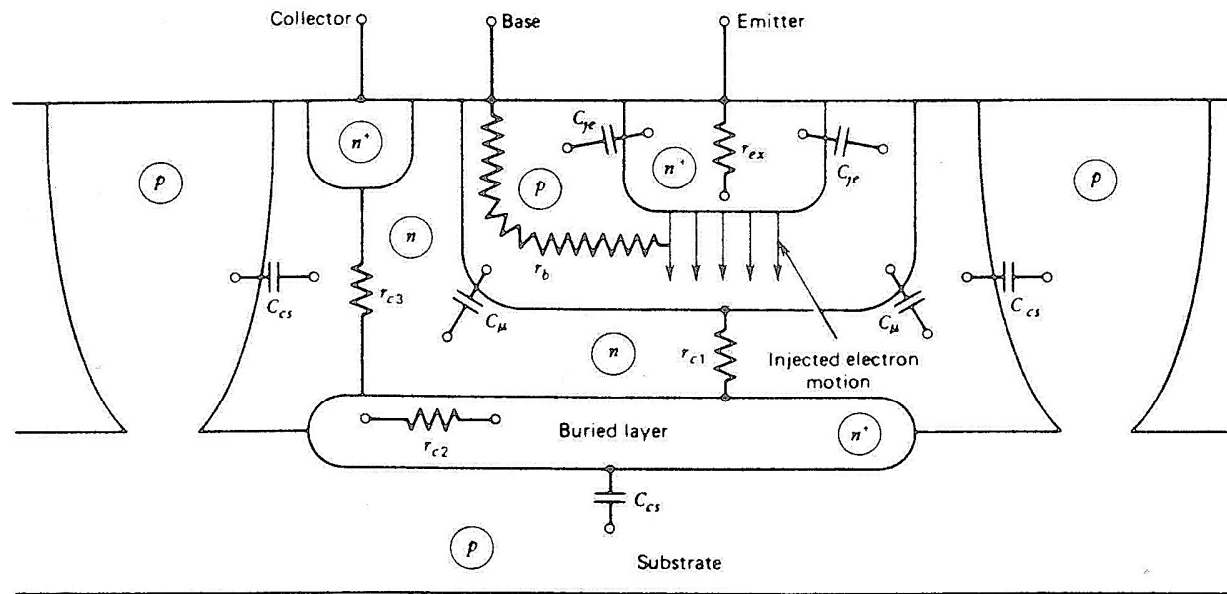 Collector
Base
Emitter
n⁺
C_je
r_ex
C_je
n⁺
p
p
p
n
r_b
C_cs
r_c3
C_μ
C_μ
C_cs
n
r_c1
Injected electron
motion
r_c2
Buried layer
n⁺
C_cs
p
Substrate